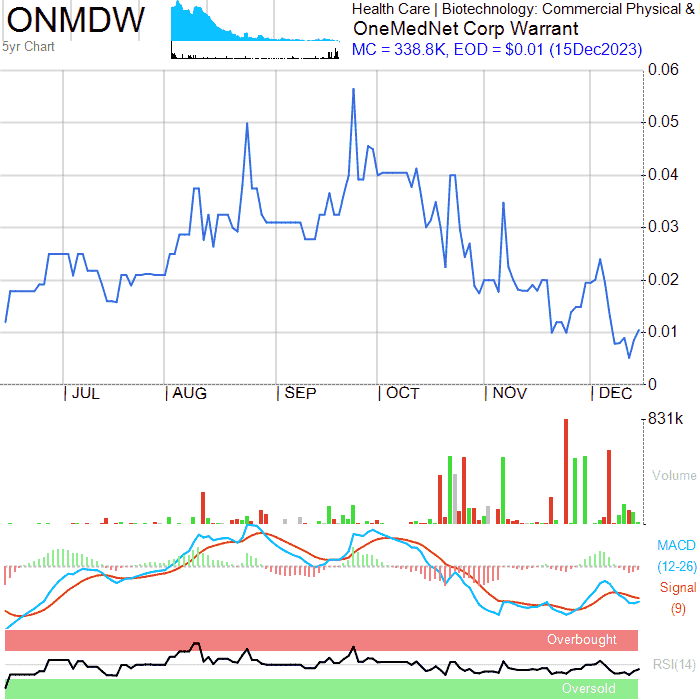 ONMDW
5yr Chart
Health Care | Biotechnology: Commercial Physical &
OneMedNet Corp Warrant
MC = 338.8K, EOD = $0.01 (15Dec2023)
0.06
0.05
0.04
0.03
0.02
0.01
0
JUL AUG SEP OCT NOV DEC
831k
Volume
MACD
(12-26)
Signal
(9)
Overbought
RSI(14)
Oversold